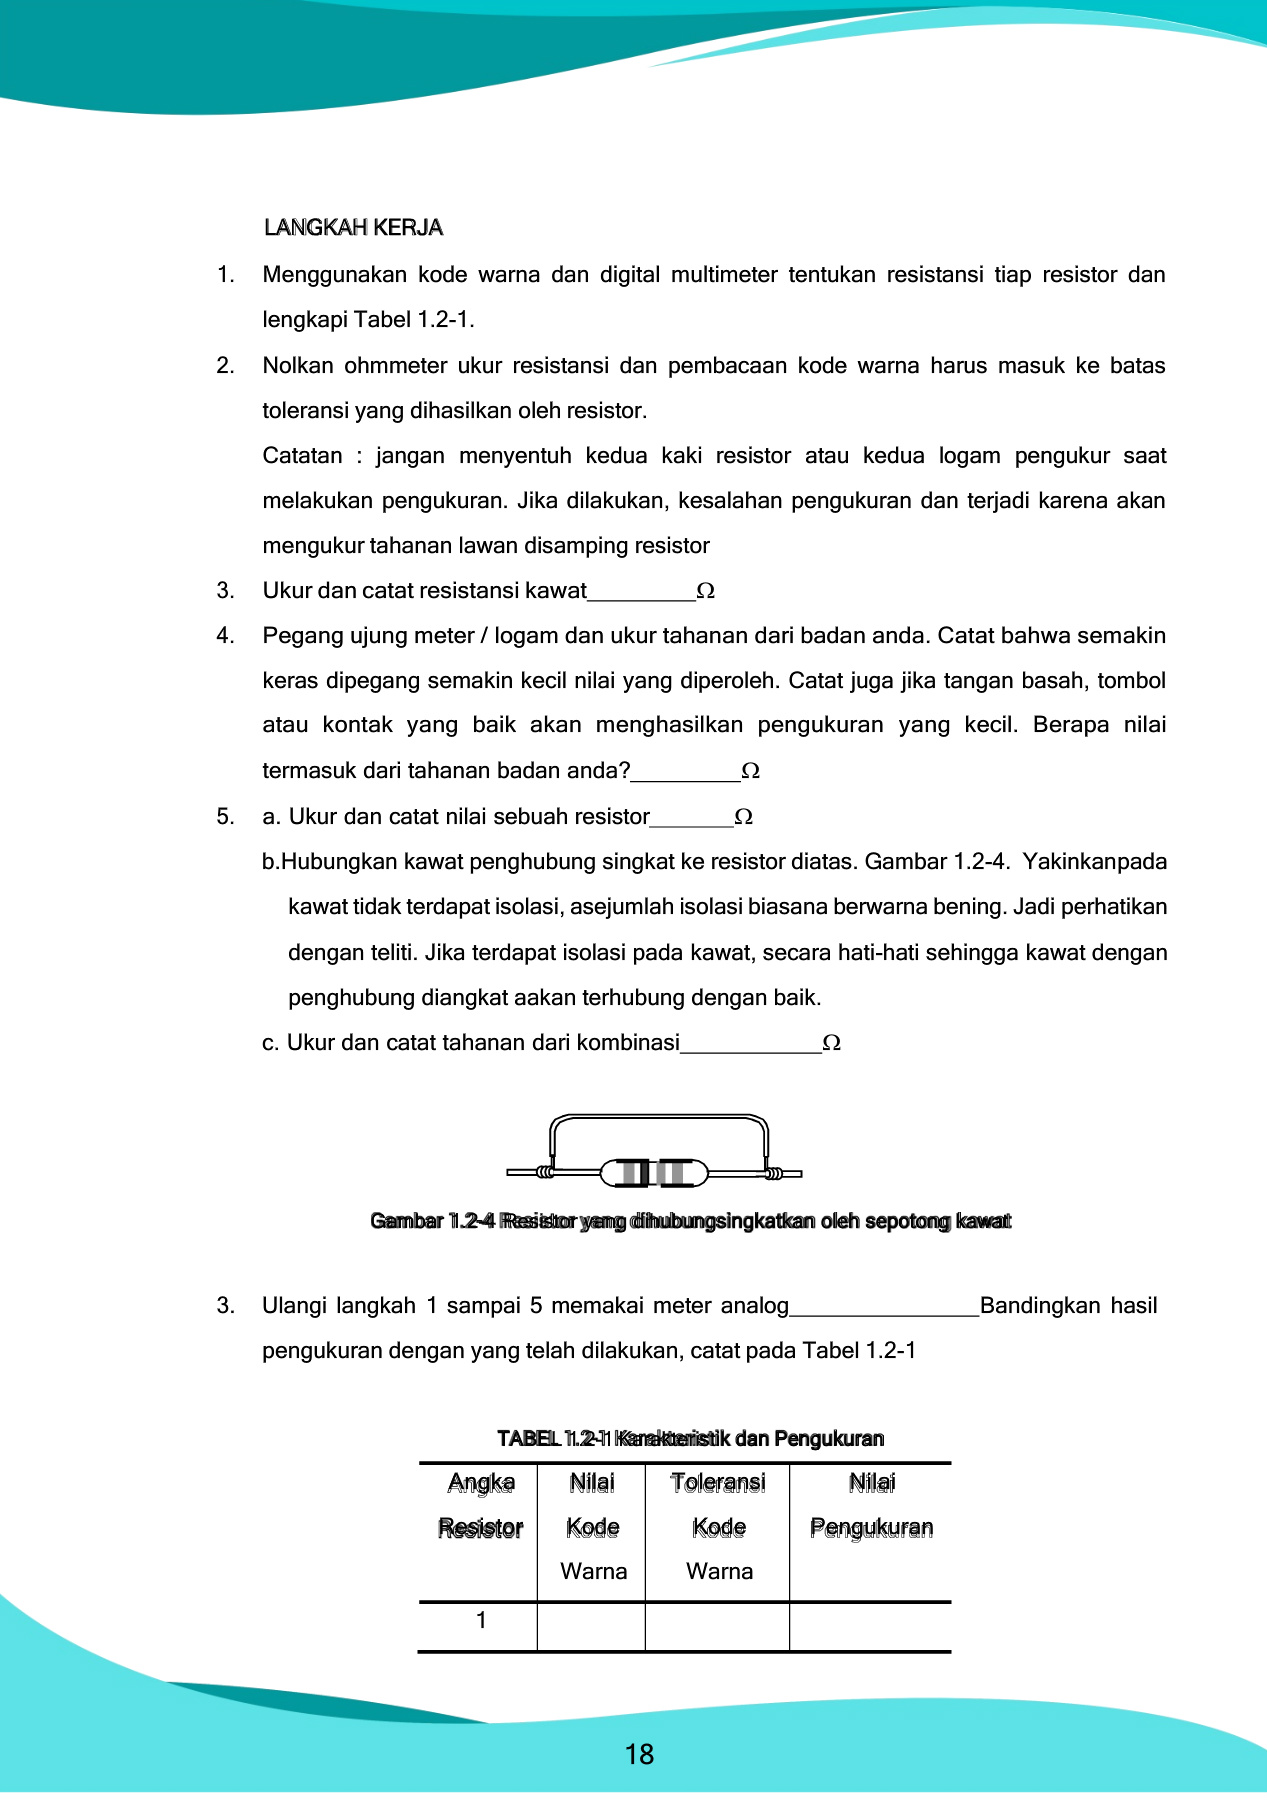 LANGKAH KERJA
1. Menggunakan kode warna dan digital multimeter tentukan resistansi tiap resistor dan
lengkapi Tabel 1.2-1.
2. Nolkan ohmmeter ukur resistansi dan pembacaan kode warna harus masuk ke batas
toleransi yang dihasilkan oleh resistor.
Catatan : jangan menyentuh kedua kaki resistor atau kedua logam pengukur saat
melakukan pengukuran. Jika dilakukan, kesalahan pengukuran dan terjadi karena akan
mengukur tahanan lawan disamping resistor
3. Ukur dan catat resistansi kawat_________Ω
4. Pegang ujung meter / logam dan ukur tahanan dari badan anda. Catat bahwa semakin
keras dipegang semakin kecil nilai yang diperoleh. Catat juga jika tangan basah, tombol
atau kontak yang baik akan menghasilkan pengukuran yang kecil. Berapa nilai
termasuk dari tahanan badan anda?_________Ω
5. a. Ukur dan catat nilai sebuah resistor_______Ω
b.Hubungkan kawat penghubung singkat ke resistor diatas. Gambar 1.2-4. Yakinkanpada
kawat tidak terdapat isolasi, asejumlah isolasi biasana berwarna bening. Jadi perhatikan
dengan teliti. Jika terdapat isolasi pada kawat, secara hati-hati sehingga kawat dengan
penghubung diangkat aakan terhubung dengan baik.
c. Ukur dan catat tahanan dari kombinasi____________Ω
Gambar 1.2-4 Resistor yang dihubungsingkatkan oleh sepotong kawat
3. Ulangi langkah 1 sampai 5 memakai meter analog________________Bandingkan hasil
pengukuran dengan yang telah dilakukan, catat pada Tabel 1.2-1
TABEL 1.2-1 Karakteristik dan Pengukuran
Angka Nilai Toleransi Nilai
Resistor Kode Kode Pengukuran
Warna Warna
1
18